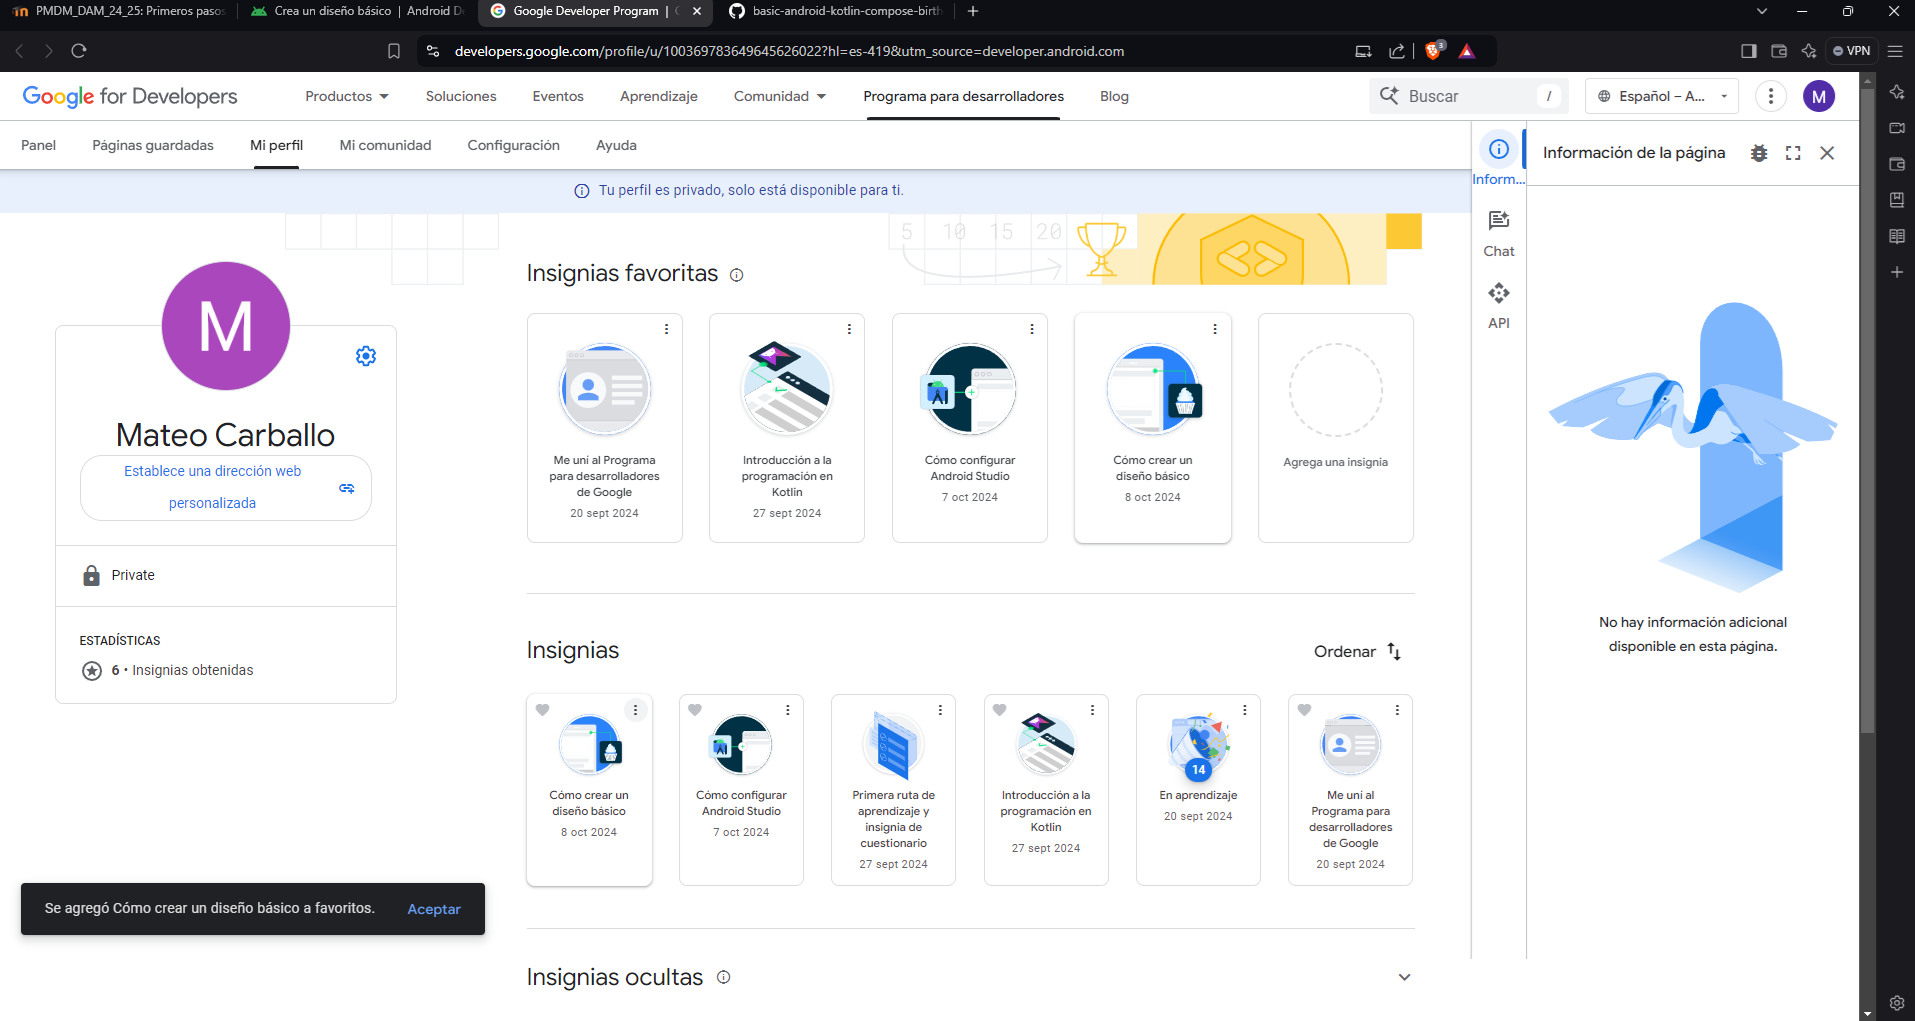 PMDM_DAM_24_25: Primeros pasos
Crea un diseño básico | Android De
Google Developer Program |
basic-android-kotlin-compose-birth
developers.google.com/profile/u/100369783649645626022?hl=es-419&utm_source=developer.android.com
3
VPN
Google for Developers
Productos
Soluciones
Eventos
Aprendizaje
Comunidad
Programa para desarrolladores
Blog
Buscar
/
Español – A...
M
Panel
Páginas guardadas
Mi perfil
Mi comunidad
Configuración
Ayuda
Tu perfil es privado, solo está disponible para ti.
Inform...
Chat
API
Información de la página
No hay información adicional
disponible en esta página.
M
Mateo Carballo
Establece una dirección web
personalizada
Private
ESTADÍSTICAS
6 • Insignias obtenidas
5 10 15 20
Insignias favoritas
Me uní al Programa
para desarrolladores
de Google
20 sept 2024
Introducción a la
programación en
Kotlin
27 sept 2024
Cómo configurar
Android Studio
7 oct 2024
Cómo crear un
diseño básico
8 oct 2024
Agrega una insignia
Insignias
Ordenar
Cómo crear un
diseño básico
8 oct 2024
Cómo configurar
Android Studio
7 oct 2024
Primera ruta de
aprendizaje y
insignia de
cuestionario
27 sept 2024
Introducción a la
programación en
Kotlin
27 sept 2024
14
En aprendizaje
20 sept 2024
Me uní al
Programa para
desarrolladores
de Google
20 sept 2024
Se agregó Cómo crear un diseño básico a favoritos.
Aceptar
Insignias ocultas